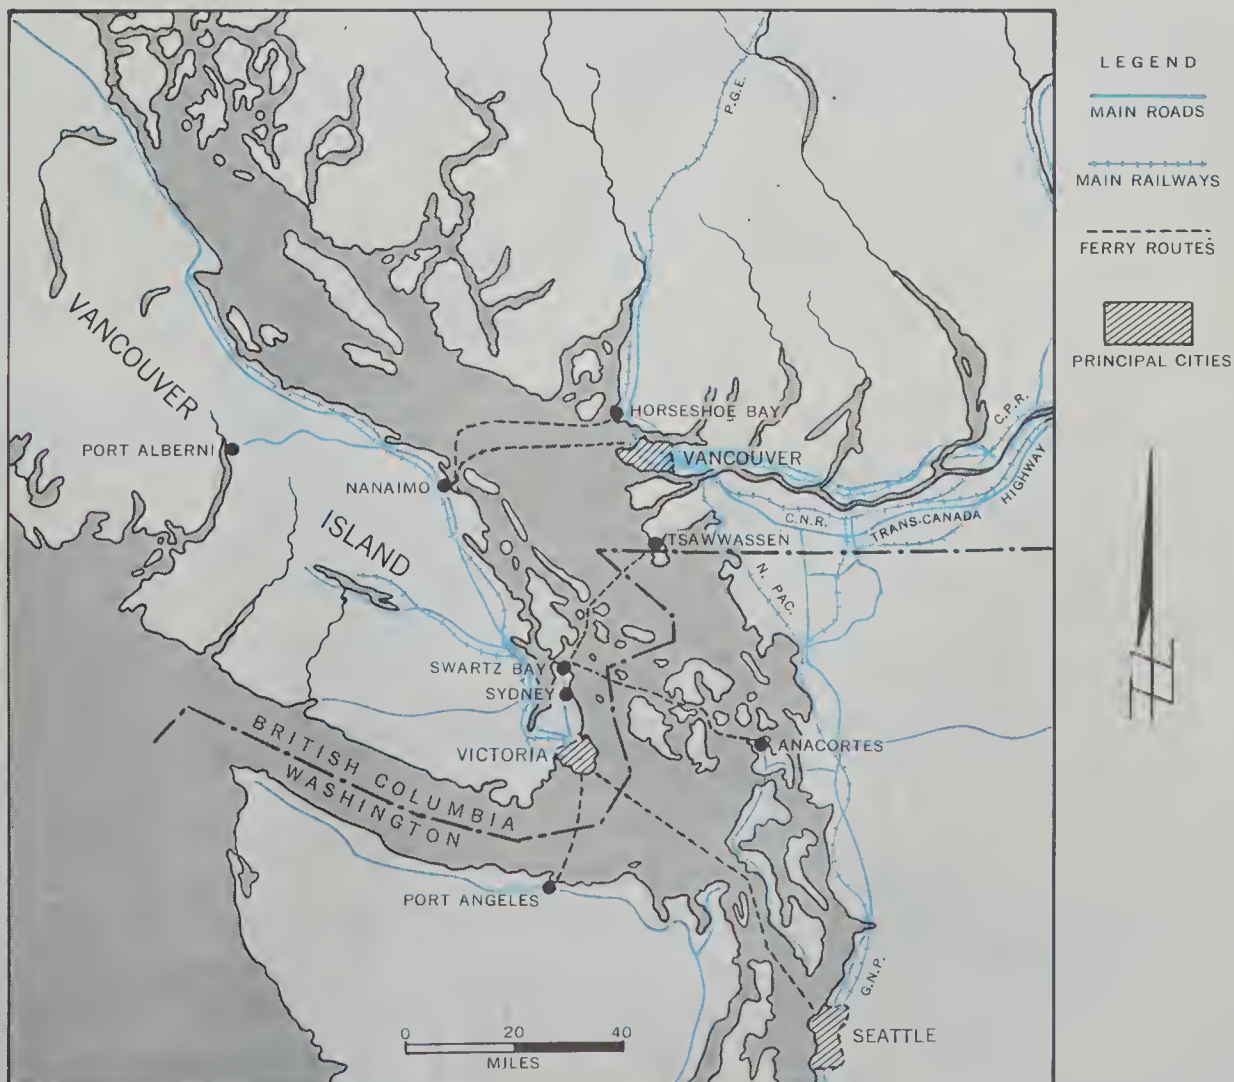 LEGEND
MAIN ROADS
MAIN RAILWAYS
FERRY ROUTES
PRINCIPAL CITIES
P.G.E.
VANCOUVER
ISLAND
HORSESHOE BAY
C.P.R.
PORT ALBERNI
VANCOUVER
NANAIMO
C.N.R.
TRANS-CANADA
HIGHWAY
TSAWWASSEN
N. PAC.
SWARTZ BAY
SYDNEY
VICTORIA
ANACORTES
BRITISH COLUMBIA
WASHINGTON
PORT ANGELES
G.N.P.
SEATTLE
0 20 40
MILES